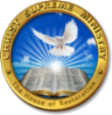 CHRIST SUPREME MINISTRY
The House of Restoration